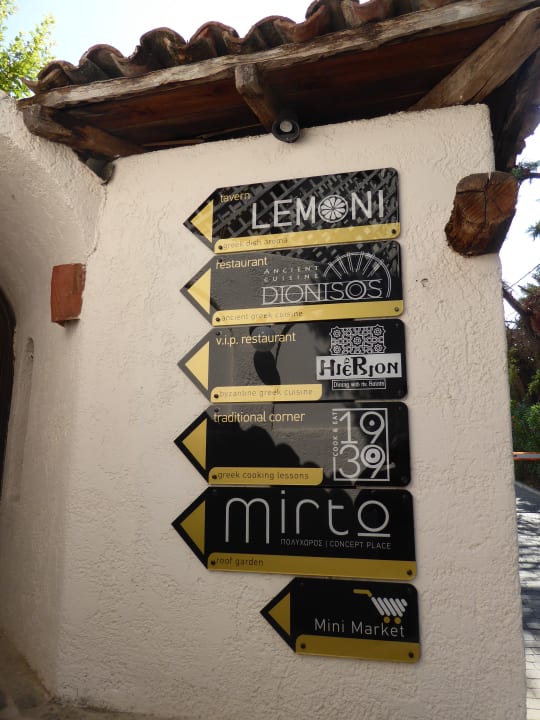 tavern
LEMONI
greek dish aroma
restaurant
ANCIENT
CUISINE
DIONISOS
ancient greek cuisine
v.i.p. restaurant
HIERION
Dining with the Saints
byzantine greek cuisine
traditional corner
COOK & EAT
19
39
greek cooking lessons
mirto
ΠΟΛΥΧΩΡΟΣ | CONCEPT PLACE
roof garden
Mini Market